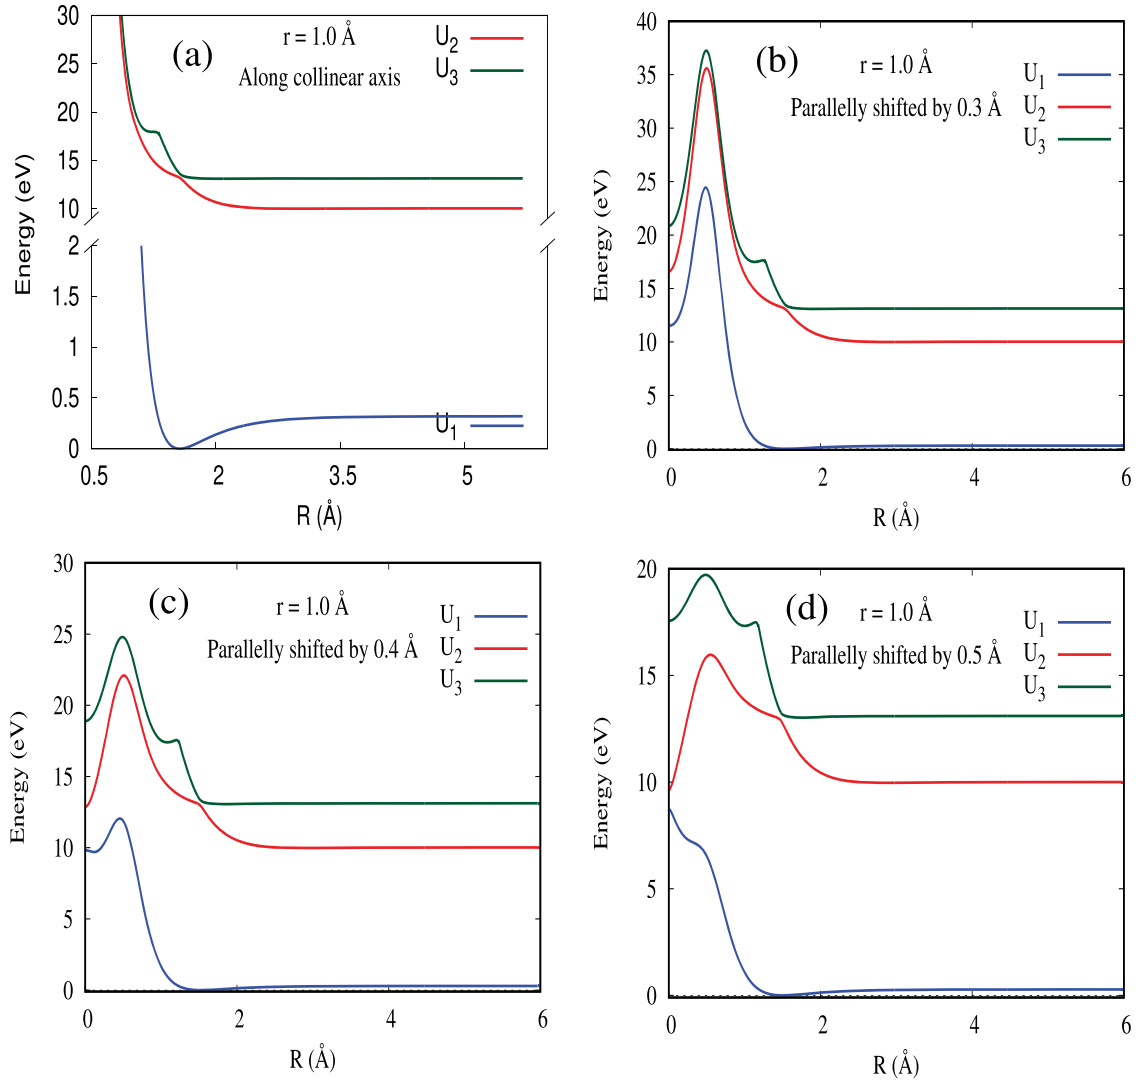 (a)
r = 1.0 Å
Along collinear axis
U2
U3
U1
30
25
20
15
10
2
1.5
1
0.5
0
0.5
2
3.5
5
Energy (eV)
R (Å)
(b)
r = 1.0 Å
Parallelly shifted by 0.3 Å
U1
U2
U3
40
35
30
25
20
15
10
5
0
0
2
4
6
Energy (eV)
R (Å)
(c)
r = 1.0 Å
Parallelly shifted by 0.4 Å
U1
U2
U3
30
25
20
15
10
5
0
0
2
4
6
Energy (eV)
R (Å)
(d)
r = 1.0 Å
Parallelly shifted by 0.5 Å
U1
U2
U3
20
15
10
5
0
0
2
4
6
Energy (eV)
R (Å)